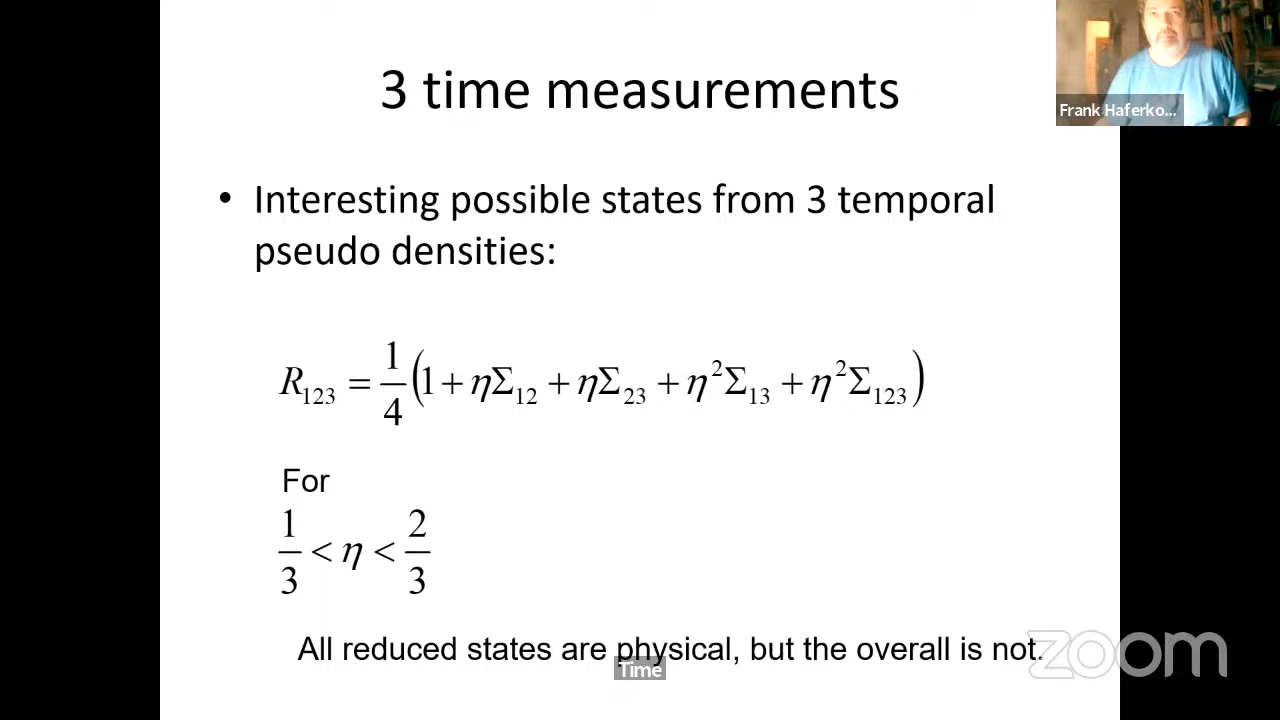 3 time measurements
Frank Haferko...
• Interesting possible states from 3 temporal
pseudo densities:
R₁₂₃ = 1/4 (1 + ηΣ₁₂ + ηΣ₂₃ + η²Σ₁₃ + η²Σ₁₂₃)
For
1/3 < η < 2/3
All reduced states are physical, but the overall is not.
Time
zoom